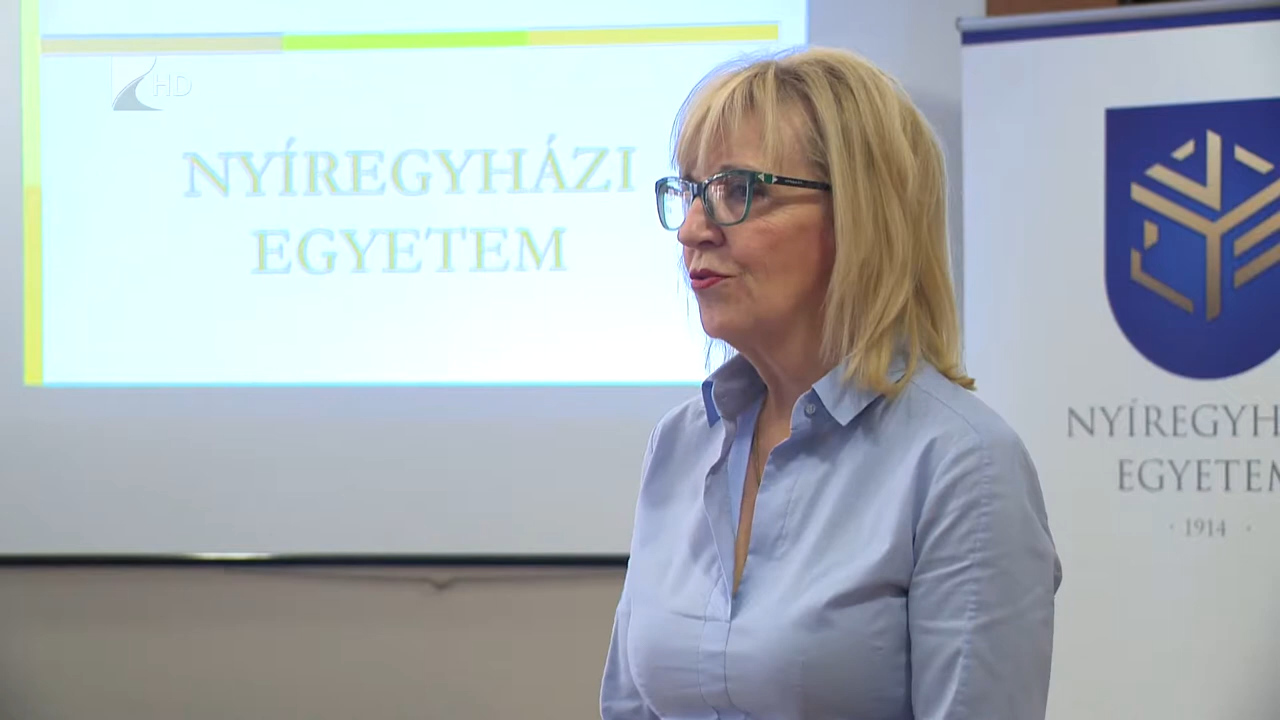 HD
NYÍREGYHÁZI
EGYETEM
NYÍREGYH
EGYETEM
· 1914 ·